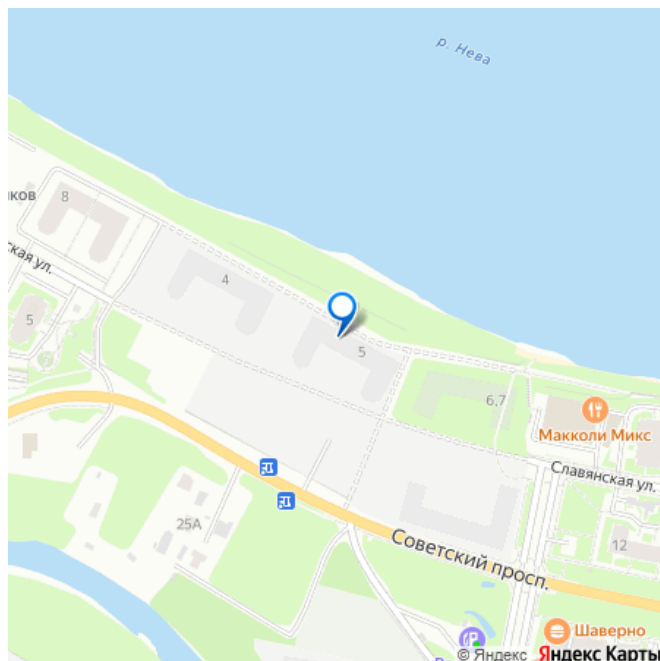 р. Нева
ков
8
ская ул.
4
5
5
6,7
Макколи Микс
Славянская ул.
25А
12
Советский просп.
Шаверно
© Яндекс Яндекс Карты